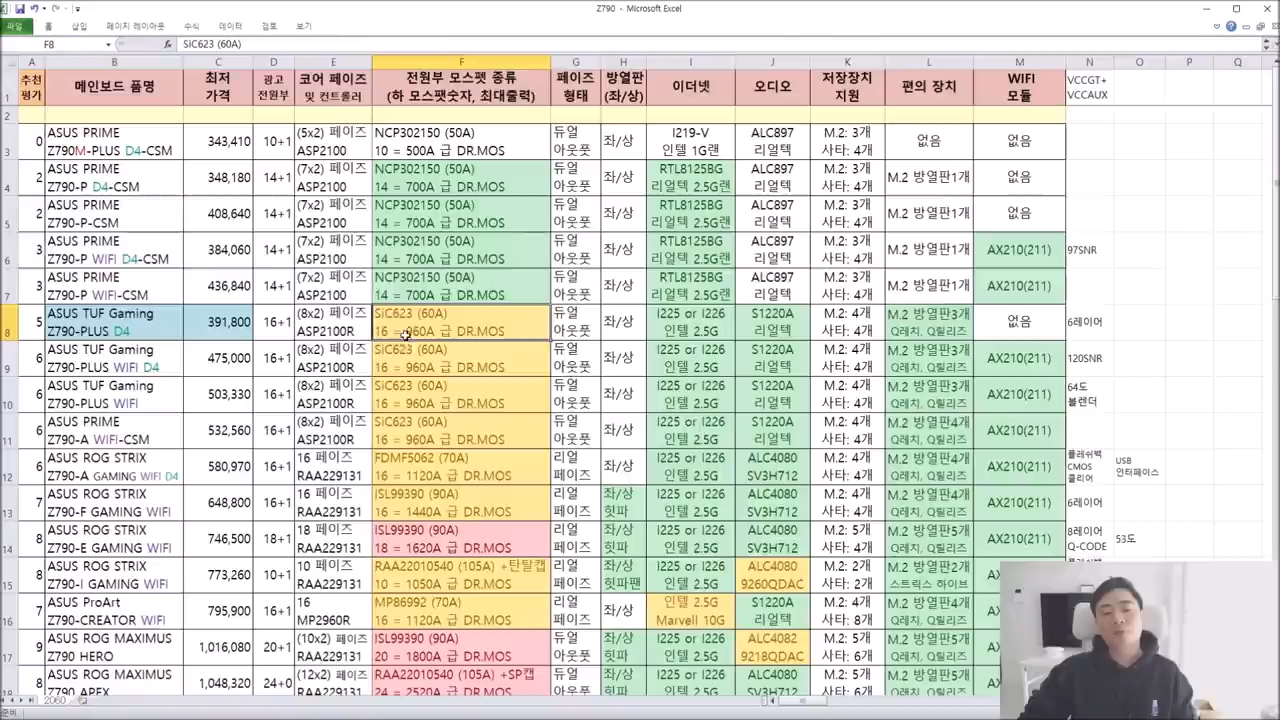 Z790 - Microsoft Excel
파일 홈 삽입 페이지 레이아웃 수식 데이터 검토 보기
F8 fx SIC623 (60A)
A B C D E F G H I J K L M N O P Q
1 추천 평가 메인보드 품명 최저 가격 광고 전원부 코어 페이즈 및 컨트롤러 전원부 모스펫 종류 (하 모스팻숫자, 최대출력) 페이즈 형태 방열판 (좌/상) 이더넷 오디오 저장장치 지원 편의 장치 WIFI 모듈 VCCGT+ VCCAUX
2
3 0 ASUS PRIME Z790M-PLUS D4-CSM 343,410 10+1 (5x2) 페이즈 ASP2100 NCP302150 (50A) 10 = 500A 급 DR.MOS 듀얼 아웃풋 좌/상 I219-V 인텔 1G랜 ALC897 리얼텍 M.2: 3개 사타: 4개 없음 없음
4 2 ASUS PRIME Z790-P D4-CSM 348,180 14+1 (7x2) 페이즈 ASP2100 NCP302150 (50A) 14 = 700A 급 DR.MOS 듀얼 아웃풋 좌/상 RTL8125BG 리얼텍 2.5G랜 ALC897 리얼텍 M.2: 3개 사타: 4개 M.2 방열판1개 없음
5 2 ASUS PRIME Z790-P-CSM 408,640 14+1 (7x2) 페이즈 ASP2100 NCP302150 (50A) 14 = 700A 급 DR.MOS 듀얼 아웃풋 좌/상 RTL8125BG 리얼텍 2.5G랜 ALC897 리얼텍 M.2: 3개 사타: 4개 M.2 방열판1개 없음
6 3 ASUS PRIME Z790-P WIFI D4-CSM 384,060 14+1 (7x2) 페이즈 ASP2100 NCP302150 (50A) 14 = 700A 급 DR.MOS 듀얼 아웃풋 좌/상 RTL8125BG 리얼텍 2.5G랜 ALC897 리얼텍 M.2: 3개 사타: 4개 M.2 방열판1개 AX210(211) 97SNR
7 3 ASUS PRIME Z790-P WIFI-CSM 436,840 14+1 (7x2) 페이즈 ASP2100 NCP302150 (50A) 14 = 700A 급 DR.MOS 듀얼 아웃풋 좌/상 RTL8125BG 리얼텍 2.5G랜 ALC897 리얼텍 M.2: 3개 사타: 4개 M.2 방열판1개 AX210(211)
8 5 ASUS TUF Gaming Z790-PLUS D4 391,800 16+1 (8x2) 페이즈 ASP2100R SiC623 (60A) 16 = 960A 급 DR.MOS 듀얼 아웃풋 좌/상 I225 or I226 인텔 2.5G S1220A 리얼텍 M.2: 4개 사타: 4개 M.2 방열판3개 Q레치, Q릴리즈 없음 6레이어
9 6 ASUS TUF Gaming Z790-PLUS WIFI D4 475,000 16+1 (8x2) 페이즈 ASP2100R SiC623 (60A) 16 = 960A 급 DR.MOS 듀얼 아웃풋 좌/상 I225 or I226 인텔 2.5G S1220A 리얼텍 M.2: 4개 사타: 4개 M.2 방열판3개 Q레치, Q릴리즈 AX210(211) 120SNR
10 6 ASUS TUF Gaming Z790-PLUS WIFI 503,330 16+1 (8x2) 페이즈 ASP2100R SiC623 (60A) 16 = 960A 급 DR.MOS 듀얼 아웃풋 좌/상 I225 or I226 인텔 2.5G S1220A 리얼텍 M.2: 4개 사타: 4개 M.2 방열판3개 Q레치, Q릴리즈 AX210(211) 64도 블렌더
11 6 ASUS PRIME Z790-A WIFI-CSM 532,560 16+1 (8x2) 페이즈 ASP2100R SiC623 (60A) 16 = 960A 급 DR.MOS 듀얼 아웃풋 좌/상 I225 or I226 인텔 2.5G S1220A 리얼텍 M.2: 4개 사타: 4개 M.2 방열판4개 Q레치, Q릴리즈 AX210(211)
12 6 ASUS ROG STRIX Z790-A GAMING WIFI D4 580,970 16+1 16 페이즈 RAA229131 FDMF5062 (70A) 16 = 1120A 급 DR.MOS 리얼 페이즈 좌/상 I225 or I226 인텔 2.5G ALC4080 SV3H712 M.2: 4개 사타: 4개 M.2 방열판4개 Q레치, Q릴리즈 AX210(211) 플래쉬백 CMOS 클리어 USB 인터페이스
13 7 ASUS ROG STRIX Z790-F GAMING WIFI 648,800 16+1 16 페이즈 RAA229131 ISL99390 (90A) 16 = 1440A 급 DR.MOS 리얼 페이즈 좌/상 힛파 I225 or I226 인텔 2.5G ALC4080 SV3H712 M.2: 4개 사타: 4개 M.2 방열판4개 Q레치, Q릴리즈 AX210(211) 6레이어
14 8 ASUS ROG STRIX Z790-E GAMING WIFI 746,500 18+1 18 페이즈 RAA229131 ISL99390 (90A) 18 = 1620A 급 DR.MOS 리얼 페이즈 좌/상 힛파 I225 or I226 인텔 2.5G ALC4080 SV3H712 M.2: 5개 사타: 4개 M.2 방열판5개 Q레치, Q릴리즈 AX210(211) 8레이어 Q-CODE 53도
15 8 ASUS ROG STRIX Z790-I GAMING WIFI 773,260 10+1 10 페이즈 RAA229131 RAA22010540 (105A) +탄탈캡 10 = 1050A 급 DR.MOS 리얼 페이즈 좌/상 힛파팬 I225 or I226 인텔 2.5G ALC4080 9260QDAC M.2: 2개 사타: 2개 M.2 방열판2개 스트릭스 하이브
16 7 ASUS ProArt Z790-CREATOR WIFI 795,900 16+1 16 MP2960R MP86992 (70A) 16 = 1120A 급 DR.MOS 리얼 페이즈 좌/상 인텔 2.5G Marvell 10G S1220A 리얼텍 M.2: 4개 사타: 8개 M.2 방열판4개 Q레치, Q릴리즈
17 9 ASUS ROG MAXIMUS Z790 HERO 1,016,080 20+1 (10x2) 페이즈 RAA229131 ISL99390 (90A) 20 = 1800A 급 DR.MOS 듀얼 아웃풋 좌/상 힛파 I225 or I226 인텔 2.5G ALC4082 9218QDAC M.2: 5개 사타: 6개 M.2 방열판5개 Q레치, Q릴리즈
18 8 ASUS ROG MAXIMUS Z790 APEX 1,048,320 24+0 (12x2) 페이즈 RAA229131 RAA22010540 (105A) +SP캡 24 = 2520A 급 DR.MOS 듀얼 아웃풋 좌/상 힛파 I225 or I226 인텔 2.5G ALC4080 SV3H712 M.2: 5개 사타: 4개 M.2 방열판5개 Q레치, Q릴리즈
2060
준비